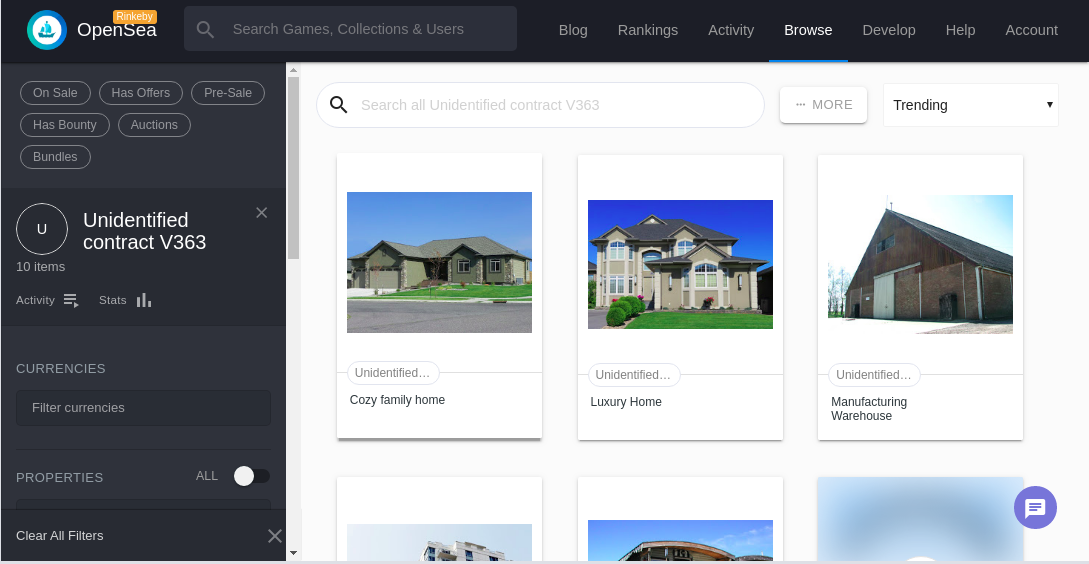 Rinkeby
OpenSea
Search Games, Collections & Users
Blog
Rankings
Activity
Browse
Develop
Help
Account
On Sale
Has Offers
Pre-Sale
Has Bounty
Auctions
Bundles
U
Unidentified
contract V363
10 items
Activity
Stats
CURRENCIES
Filter currencies
PROPERTIES
ALL
Clear All Filters
Search all Unidentified contract V363
··· MORE
Trending
Unidentified…
Cozy family home
Unidentified…
Luxury Home
Unidentified…
Manufacturing
Warehouse